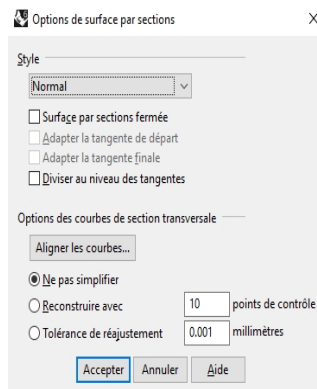 Options de surface par sections
Style
Normal
Surface par sections fermée
Adapter la tangente de départ
Adapter la tangente finale
Diviser au niveau des tangentes
Options des courbes de section transversale
Aligner les courbes...
Ne pas simplifier
Reconstruire avec 10 points de contrôle
Tolérance de réajustement 0.001 millimètres
Accepter Annuler Aide